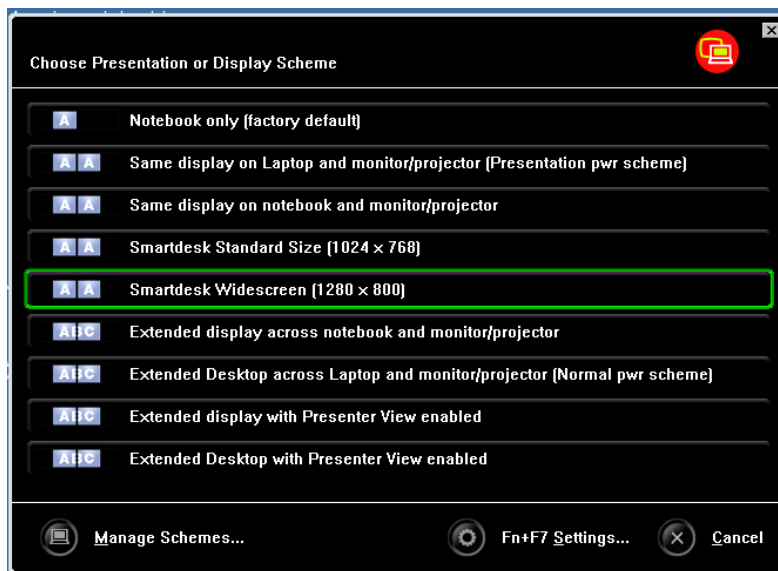 Choose Presentation or Display Scheme
A Notebook only (factory default)
A A Same display on Laptop and monitor/projector (Presentation pwr scheme)
A A Same display on notebook and monitor/projector
A A Smartdesk Standard Size (1024 x 768)
A A Smartdesk Widescreen (1280 x 800)
ABC Extended display across notebook and monitor/projector
ABC Extended Desktop across Laptop and monitor/projector (Normal pwr scheme)
ABC Extended display with Presenter View enabled
ABC Extended Desktop with Presenter View enabled
Manage Schemes... Fn+F7 Settings... Cancel